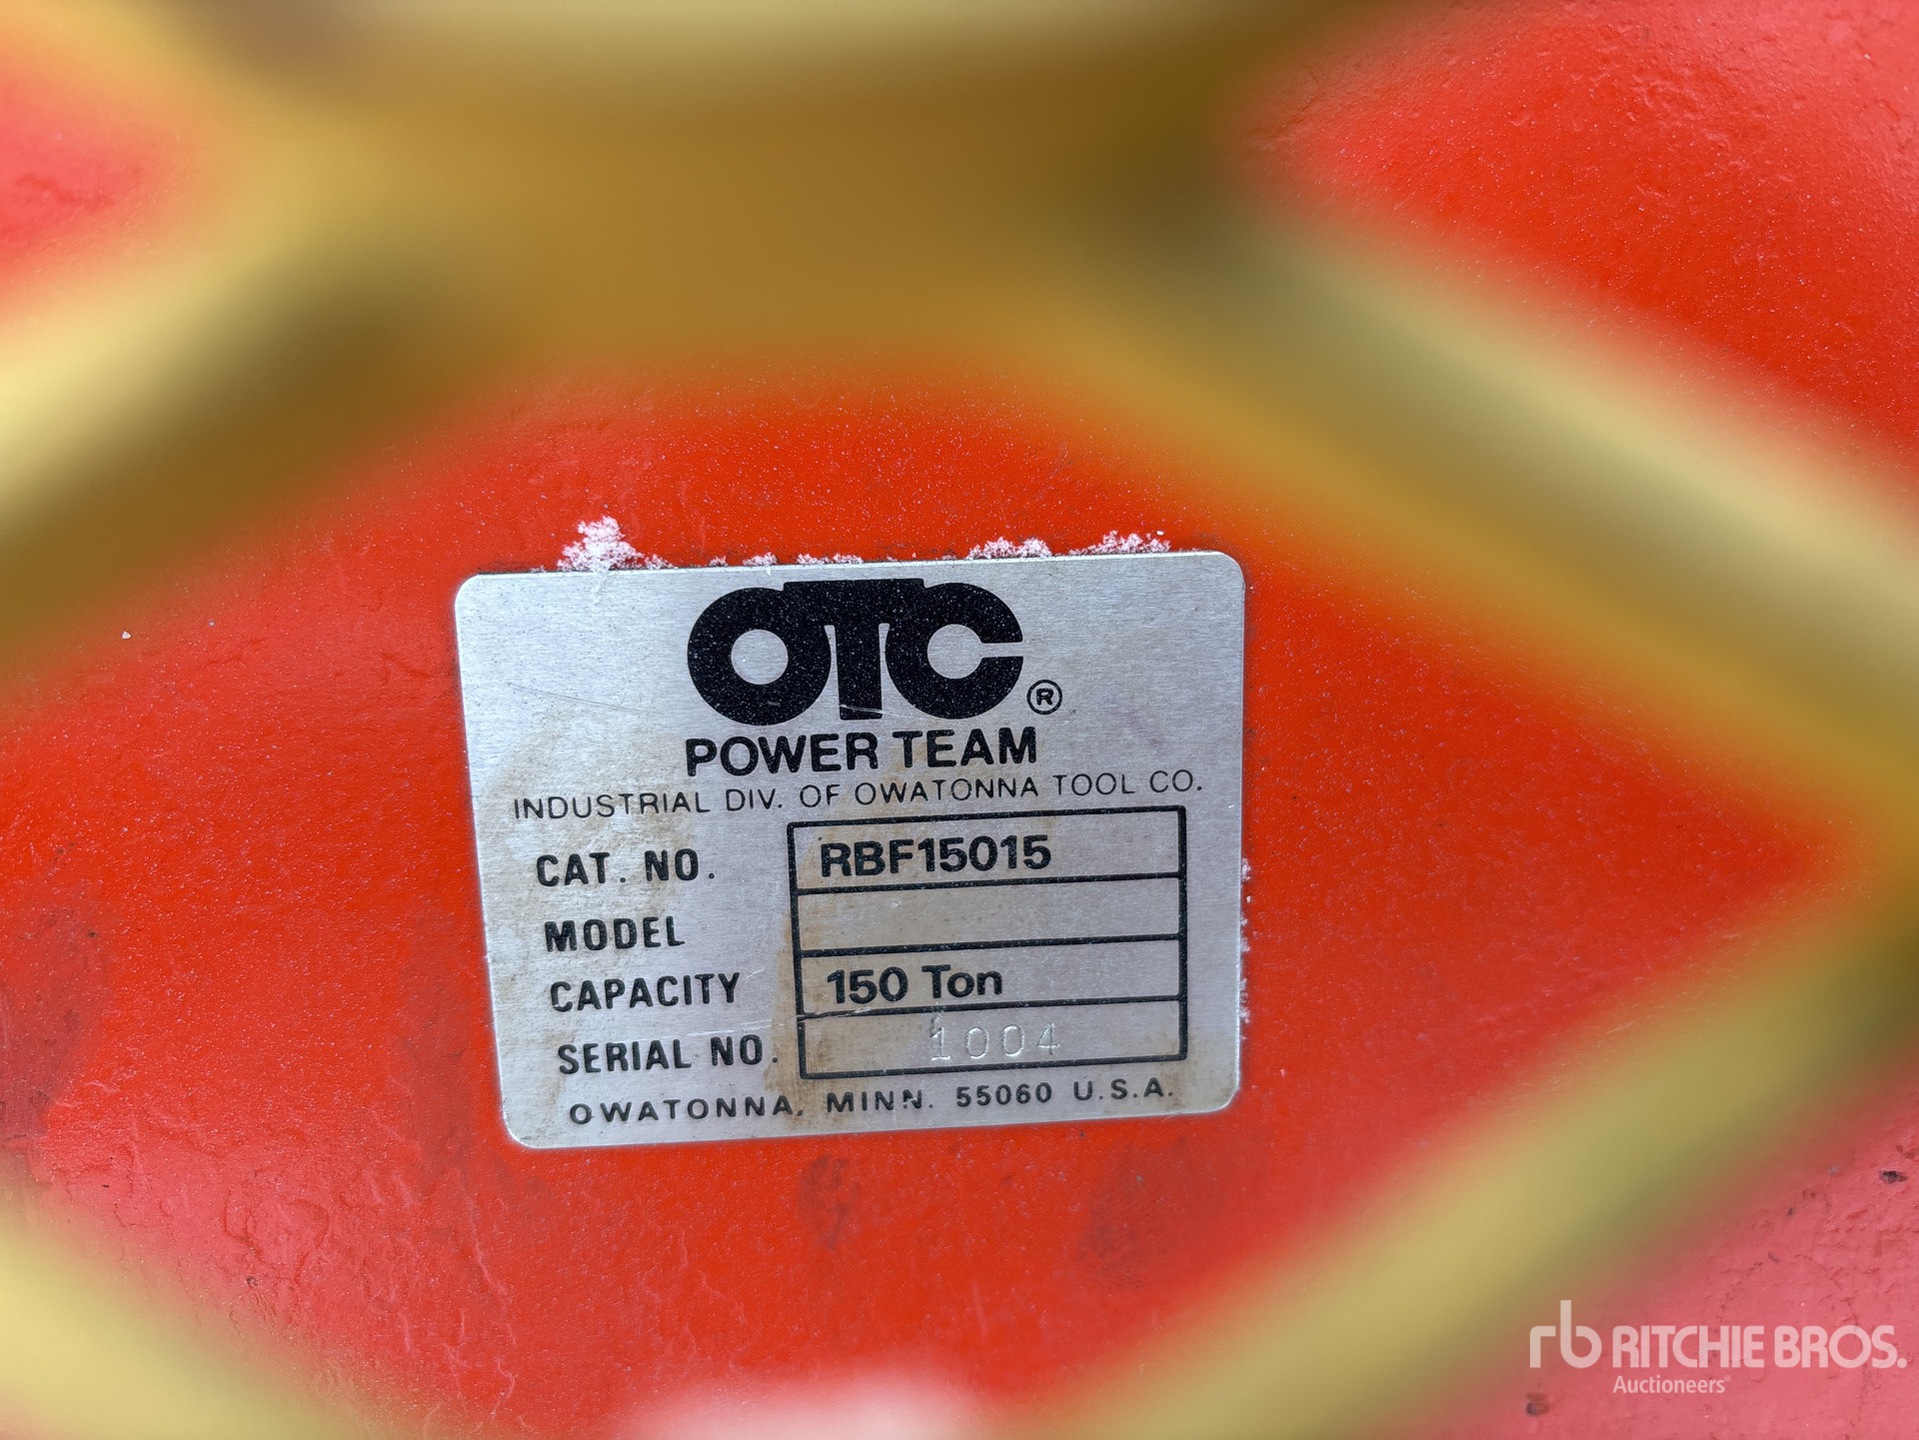 OTC®
POWER TEAM
INDUSTRIAL DIV. OF OWATONNA TOOL CO.
CAT. NO. RBF15015
MODEL
CAPACITY 150 Ton
SERIAL NO. 1004
OWATONNA, MINN. 55060 U.S.A.
rb RITCHIE BROS.
Auctioneers